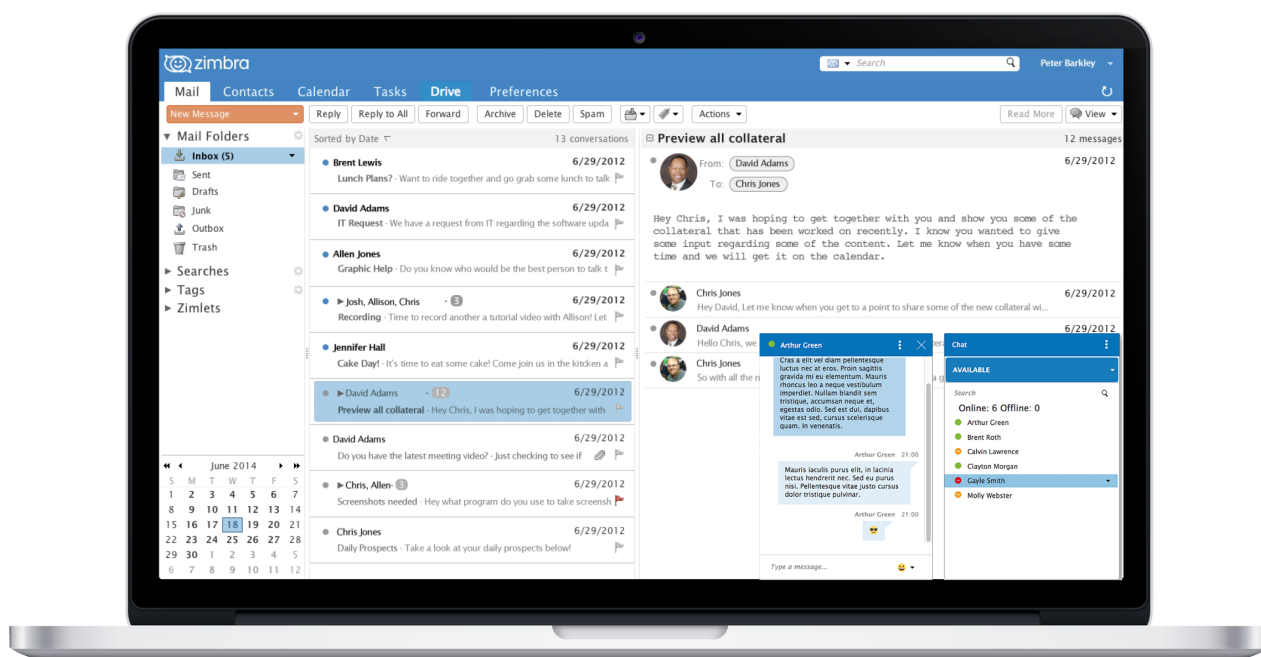 zimbra
Search
Peter Barkley
Mail Contacts Calendar Tasks Drive Preferences
New Message Reply Reply to All Forward Archive Delete Spam Actions Read More View
Mail Folders
Inbox (5)
Sent
Drafts
Junk
Outbox
Trash
Searches
Tags
Zimlets
June 2014
S M T W T F S
1 2 3 4 5 6 7
8 9 10 11 12 13 14
15 16 17 18 19 20 21
22 23 24 25 26 27 28
29 30 1 2 3 4 5
6 7 8 9 10 11 12
Sorted by Date 13 conversations
Brent Lewis 6/29/2012
Lunch Plans? - Want to ride together and go grab some lunch to talk
David Adams 6/29/2012
IT Request - We have a request from IT regarding the software upda
Allen Jones 6/29/2012
Graphic Help - Do you know who would be the best person to talk t
Josh, Allison, Chris - 3 6/29/2012
Recording - Time to record another a tutorial video with Allison! Let
Jennifer Hall 6/29/2012
Cake Day! - It's time to eat some cake! Come join us in the kitcken a
David Adams - 12 6/29/2012
Preview all collateral - Hey Chris, I was hoping to get together with
David Adams 6/29/2012
Do you have the latest meeting video? - Just checking to see if
Chris, Allen- 3 6/29/2012
Screenshots needed - Hey what program do you use to take screensh
Chris Jones 6/29/2012
Daily Prospects - Take a look at your daily prospects below!
Preview all collateral 12 messages
From: David Adams 6/29/2012
To: Chris Jones
Hey Chris, I was hoping to get together with you and show you some of the
collateral that has been worked on recently. I know you wanted to give
some input regarding some of the content. Let me know when you have some
time and we will get it on the calendar.
Chris Jones 6/29/2012
Hey David, Let me know when you get to a point to share some of the new collateral wi...
David Adams 6/29/2012
Hello Chris, we
Chris Jones
So with all the n
Arthur Green
Cras a elit vel diam pellentesque
luctus nec at eros. Proin sagittis
gravida mi eu elementum. Mauris
rhoncus leo a neque vestibulum
imperdiet. Nullam blandit sem
tristique, accumsan neque et,
egestas odio. Sed est dui, dapibus
vitae est sed, cursus scelerisque
quam. In venenatis.
Arthur Green 21:00
Mauris iaculis purus elit, in lacinia
lectus hendrerit nec. Sed eu purus
nisi. Pellentesque vitae justo cursus
dolor tristique pulvinar.
Arthur Green 21:00
Type a message...
Chat
AVAILABLE
Search
Online: 6 Offline: 0
Arthur Green
Brent Roth
Calvin Lawrence
Clayton Morgan
Gayle Smith
Molly Webster